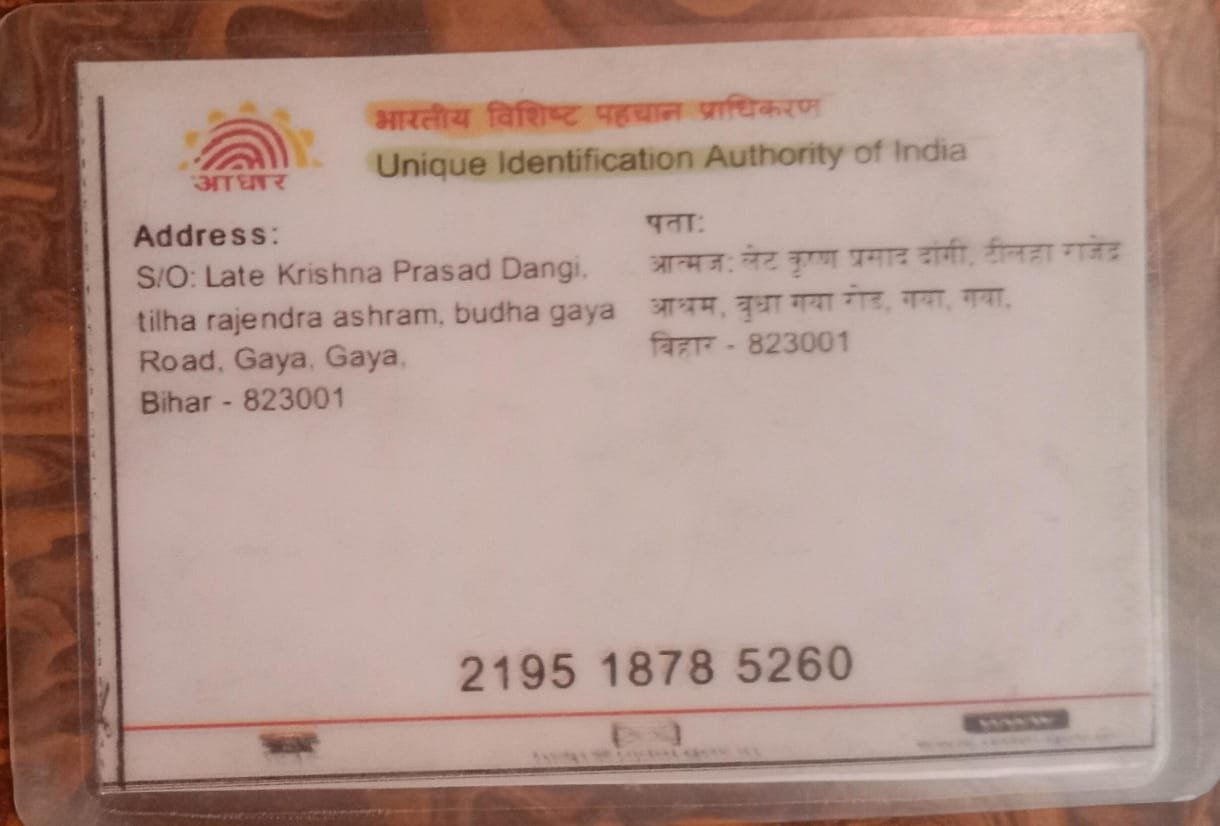 भारतीय विशिष्ट पहचान प्राधिकरण
Unique Identification Authority of India
आधार
Address:
S/O: Late Krishna Prasad Dangi,
tilha rajendra ashram, budha gaya
Road, Gaya, Gaya,
Bihar - 823001
पता:
आत्मज: लेट कृष्ण प्रसाद दांगी, टीलहा राजेंद्र
आश्रम, बुधा गया रोड, गया, गया,
बिहार - 823001
2195 1878 5260
www